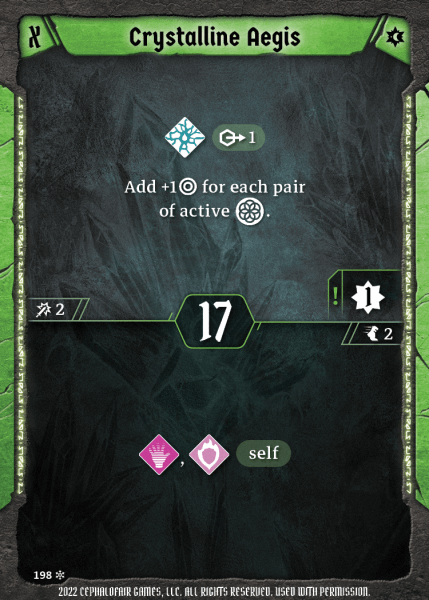 Crystalline Aegis
1
Add +1 for each pair
of active .
! 1
2
17
2
, self
198
2022 CEPHALOFAIR GAMES, LLC. ALL RIGHTS RESERVED. USED WITH PERMISSION.